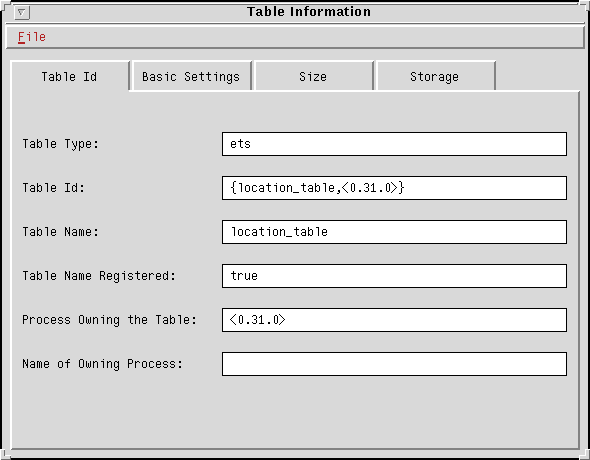 Table Information
File
Table Id Basic Settings Size Storage
Table Type: ets
Table Id: {location_table,<0.31.0>}
Table Name: location_table
Table Name Registered: true
Process Owning the Table: <0.31.0>
Name of Owning Process: